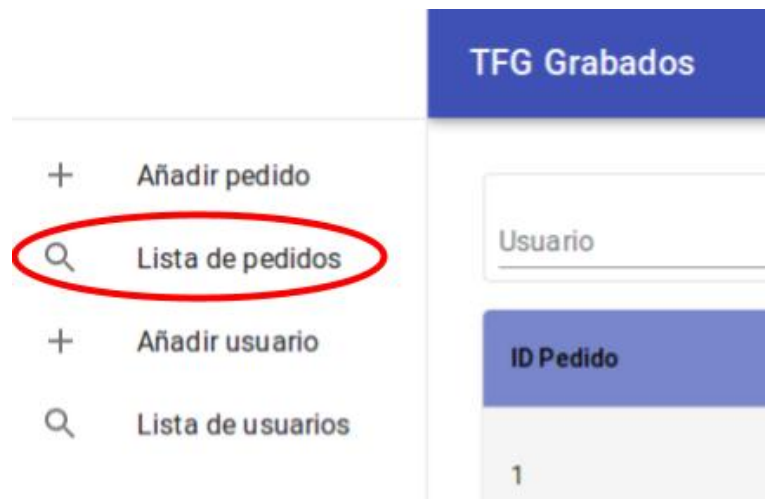 TFG Grabados
Añadir pedido
Lista de pedidos
Añadir usuario
Lista de usuarios
Usuario
ID Pedido
1